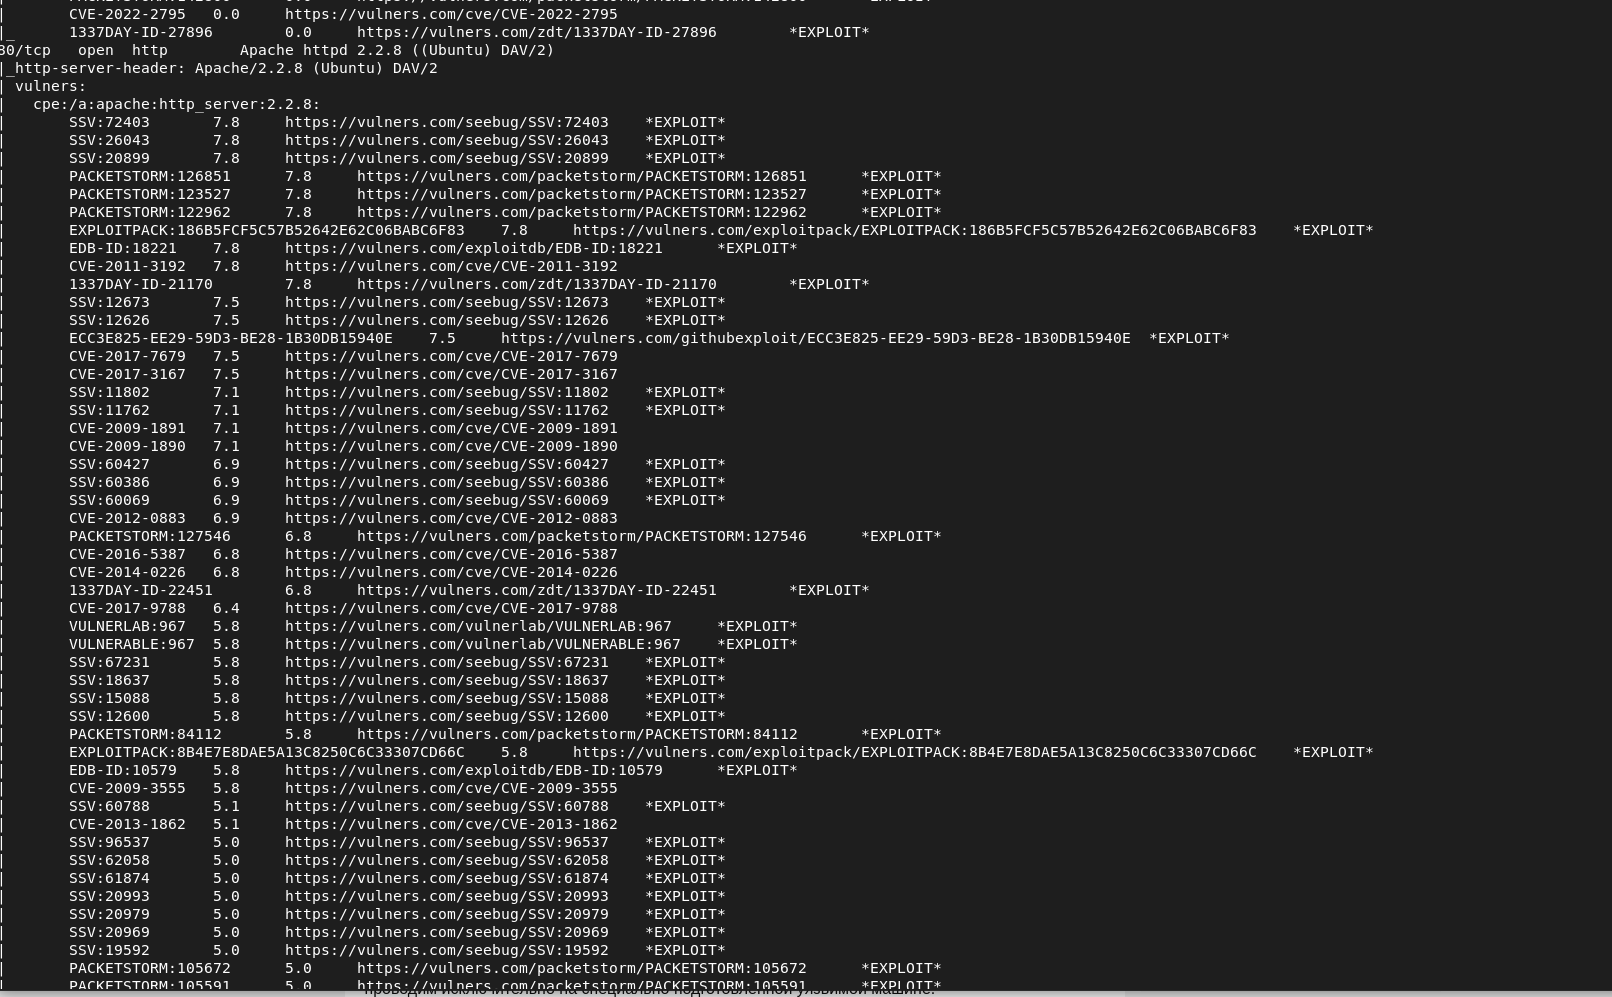 CVE-2022-2795 0.0 https://vulners.com/cve/CVE-2022-2795
|_ 1337DAY-ID-27896 0.0 https://vulners.com/zdt/1337DAY-ID-27896 *EXPLOIT*
80/tcp open http Apache httpd 2.2.8 ((Ubuntu) DAV/2)
|_http-server-header: Apache/2.2.8 (Ubuntu) DAV/2
| vulners:
| cpe:/a:apache:http_server:2.2.8:
| SSV:72403 7.8 https://vulners.com/seebug/SSV:72403 *EXPLOIT*
| SSV:26043 7.8 https://vulners.com/seebug/SSV:26043 *EXPLOIT*
| SSV:20899 7.8 https://vulners.com/seebug/SSV:20899 *EXPLOIT*
| PACKETSTORM:126851 7.8 https://vulners.com/packetstorm/PACKETSTORM:126851 *EXPLOIT*
| PACKETSTORM:123527 7.8 https://vulners.com/packetstorm/PACKETSTORM:123527 *EXPLOIT*
| PACKETSTORM:122962 7.8 https://vulners.com/packetstorm/PACKETSTORM:122962 *EXPLOIT*
| EXPLOITPACK:186B5FCF5C57B52642E62C06BABC6F83 7.8 https://vulners.com/exploitpack/EXPLOITPACK:186B5FCF5C57B52642E62C06BABC6F83 *EXPLOIT*
| EDB-ID:18221 7.8 https://vulners.com/exploitdb/EDB-ID:18221 *EXPLOIT*
| CVE-2011-3192 7.8 https://vulners.com/cve/CVE-2011-3192
| 1337DAY-ID-21170 7.8 https://vulners.com/zdt/1337DAY-ID-21170 *EXPLOIT*
| SSV:12673 7.5 https://vulners.com/seebug/SSV:12673 *EXPLOIT*
| SSV:12626 7.5 https://vulners.com/seebug/SSV:12626 *EXPLOIT*
| ECC3E825-EE29-59D3-BE28-1B30DB15940E 7.5 https://vulners.com/githubexploit/ECC3E825-EE29-59D3-BE28-1B30DB15940E *EXPLOIT*
| CVE-2017-7679 7.5 https://vulners.com/cve/CVE-2017-7679
| CVE-2017-3167 7.5 https://vulners.com/cve/CVE-2017-3167
| SSV:11802 7.1 https://vulners.com/seebug/SSV:11802 *EXPLOIT*
| SSV:11762 7.1 https://vulners.com/seebug/SSV:11762 *EXPLOIT*
| CVE-2009-1891 7.1 https://vulners.com/cve/CVE-2009-1891
| CVE-2009-1890 7.1 https://vulners.com/cve/CVE-2009-1890
| SSV:60427 6.9 https://vulners.com/seebug/SSV:60427 *EXPLOIT*
| SSV:60386 6.9 https://vulners.com/seebug/SSV:60386 *EXPLOIT*
| SSV:60069 6.9 https://vulners.com/seebug/SSV:60069 *EXPLOIT*
| CVE-2012-0883 6.9 https://vulners.com/cve/CVE-2012-0883
| PACKETSTORM:127546 6.8 https://vulners.com/packetstorm/PACKETSTORM:127546 *EXPLOIT*
| CVE-2016-5387 6.8 https://vulners.com/cve/CVE-2016-5387
| CVE-2014-0226 6.8 https://vulners.com/cve/CVE-2014-0226
| 1337DAY-ID-22451 6.8 https://vulners.com/zdt/1337DAY-ID-22451 *EXPLOIT*
| CVE-2017-9788 6.4 https://vulners.com/cve/CVE-2017-9788
| VULNERLAB:967 5.8 https://vulners.com/vulnerlab/VULNERLAB:967 *EXPLOIT*
| VULNERABLE:967 5.8 https://vulners.com/vulnerlab/VULNERABLE:967 *EXPLOIT*
| SSV:67231 5.8 https://vulners.com/seebug/SSV:67231 *EXPLOIT*
| SSV:18637 5.8 https://vulners.com/seebug/SSV:18637 *EXPLOIT*
| SSV:15088 5.8 https://vulners.com/seebug/SSV:15088 *EXPLOIT*
| SSV:12600 5.8 https://vulners.com/seebug/SSV:12600 *EXPLOIT*
| PACKETSTORM:84112 5.8 https://vulners.com/packetstorm/PACKETSTORM:84112 *EXPLOIT*
| EXPLOITPACK:8B4E7E8DAE5A13C8250C6C33307CD66C 5.8 https://vulners.com/exploitpack/EXPLOITPACK:8B4E7E8DAE5A13C8250C6C33307CD66C *EXPLOIT*
| EDB-ID:10579 5.8 https://vulners.com/exploitdb/EDB-ID:10579 *EXPLOIT*
| CVE-2009-3555 5.8 https://vulners.com/cve/CVE-2009-3555
| SSV:60788 5.1 https://vulners.com/seebug/SSV:60788 *EXPLOIT*
| CVE-2013-1862 5.1 https://vulners.com/cve/CVE-2013-1862
| SSV:96537 5.0 https://vulners.com/seebug/SSV:96537 *EXPLOIT*
| SSV:62058 5.0 https://vulners.com/seebug/SSV:62058 *EXPLOIT*
| SSV:61874 5.0 https://vulners.com/seebug/SSV:61874 *EXPLOIT*
| SSV:20993 5.0 https://vulners.com/seebug/SSV:20993 *EXPLOIT*
| SSV:20979 5.0 https://vulners.com/seebug/SSV:20979 *EXPLOIT*
| SSV:20969 5.0 https://vulners.com/seebug/SSV:20969 *EXPLOIT*
| SSV:19592 5.0 https://vulners.com/seebug/SSV:19592 *EXPLOIT*
| PACKETSTORM:105672 5.0 https://vulners.com/packetstorm/PACKETSTORM:105672 *EXPLOIT*
| PACKETSTORM:105591 5.0 https://vulners.com/packetstorm/PACKETSTORM:105591 *EXPLOIT*
проводим исключительно на специально подготовленной уязвимой машине.